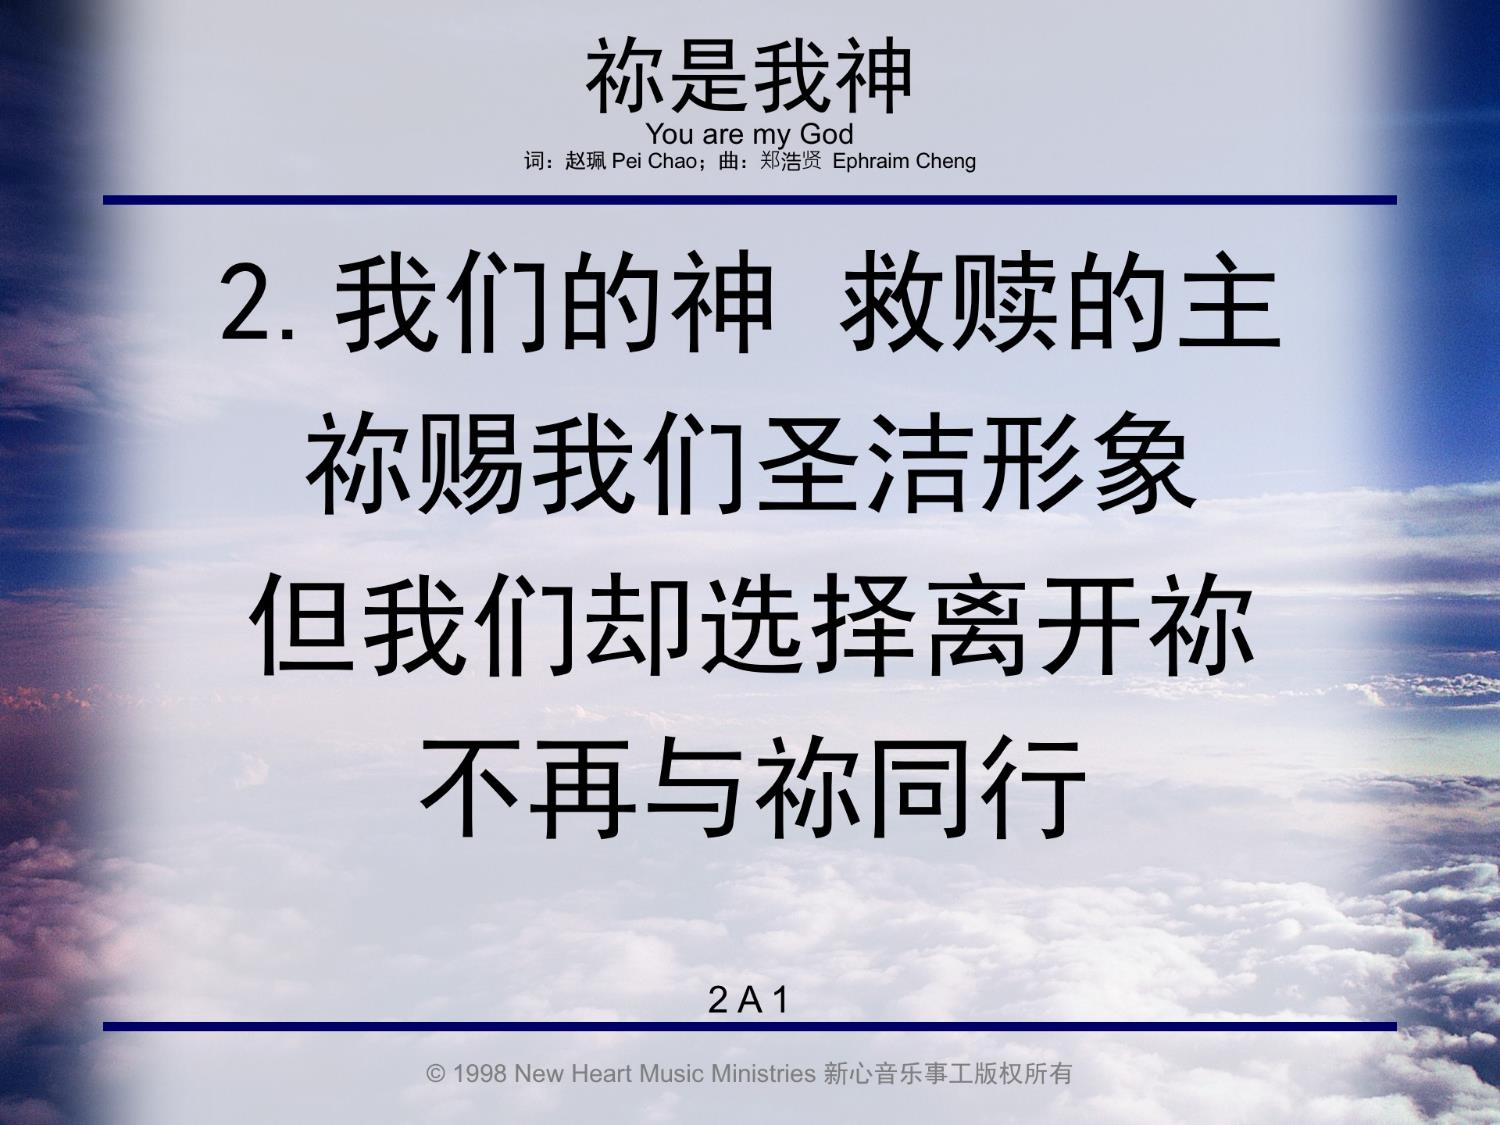 祢是我神
You are my God
词：赵珮 Pei Chao；曲：郑浩贤 Ephraim Cheng
2.我们的神 救赎的主
祢赐我们圣洁形象
但我们却选择离开祢
不再与祢同行
2 A 1
© 1998 New Heart Music Ministries 新心音乐事工版权所有